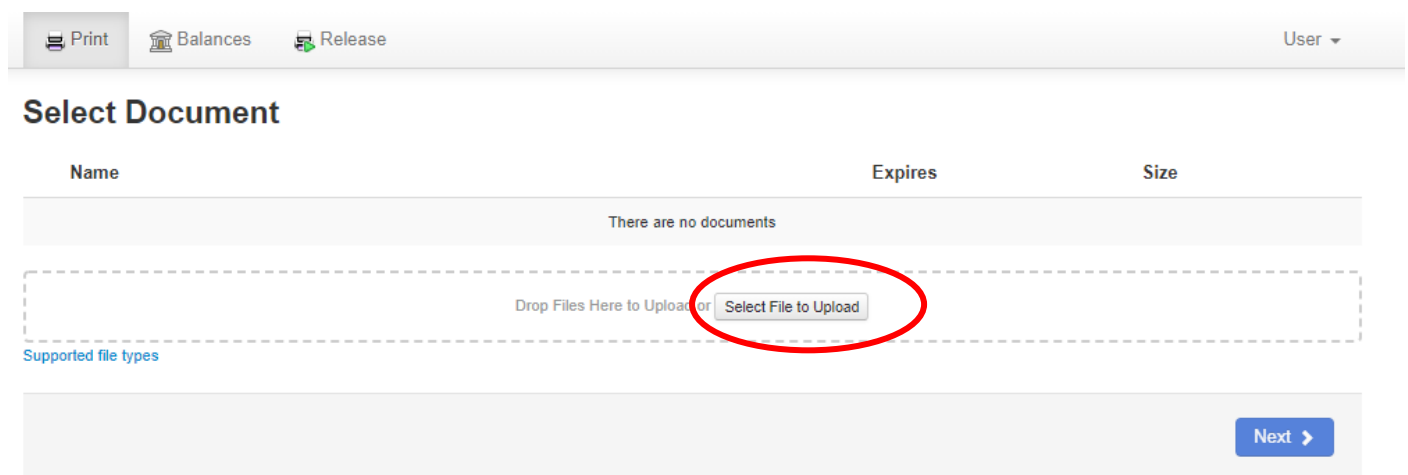 Print Balances Release User
Select Document
Name Expires Size
There are no documents
Drop Files Here to Upload or Select File to Upload
Supported file types
Next